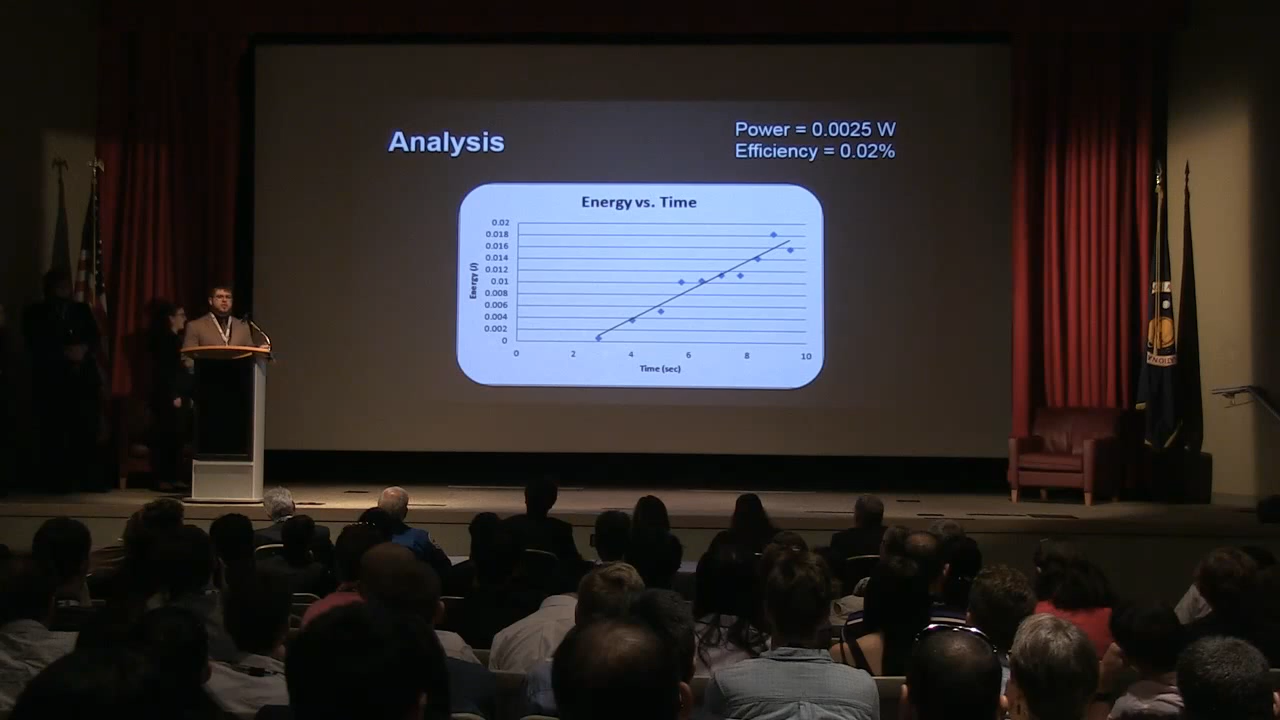 Analysis
Power = 0.0025 W
Efficiency = 0.02%
Energy vs. Time
0.02
0.018
0.016
0.014
0.012
0.01
0.008
0.006
0.004
0.002
0
Energy (J)
0 2 4 6 8 10
Time (sec)